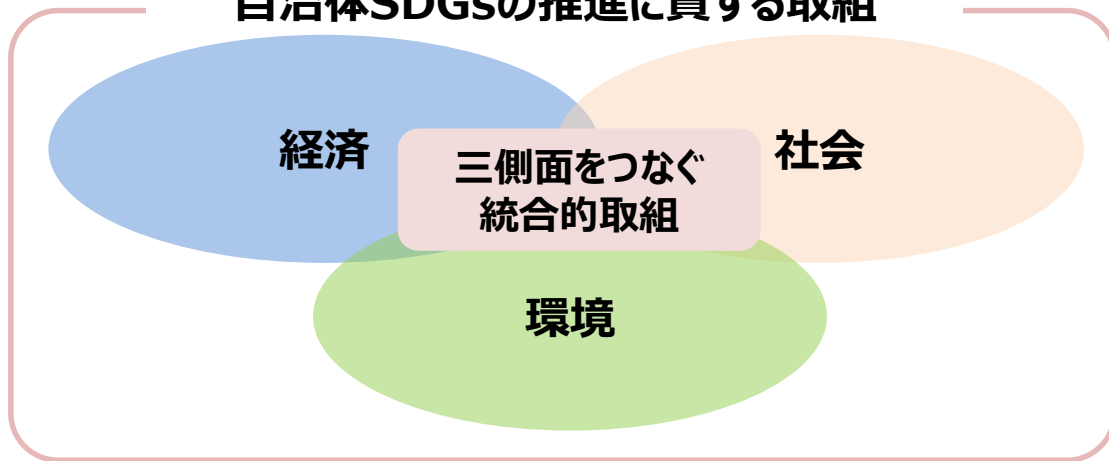 自治体SDGsの推進に資する取組
経済
三側面をつなぐ
統合的取組
社会
環境